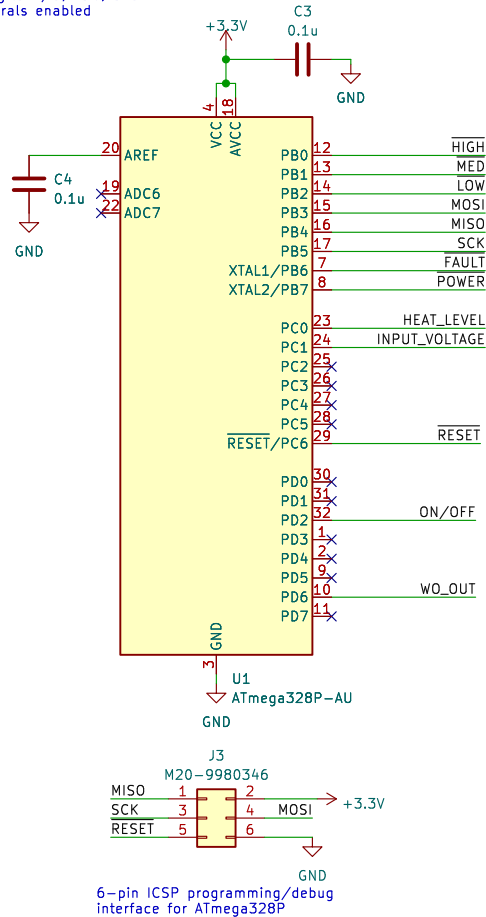 rals enabled
+3.3V
C3
0.1u
GND
4
VCC
18
AVCC
20
AREF
C4
0.1u
GND
19
ADC6
22
ADC7
PB0
12
HIGH
PB1
13
MED
PB2
14
LOW
PB3
15
MOSI
PB4
16
MISO
PB5
17
SCK
XTAL1/PB6
7
FAULT
XTAL2/PB7
8
POWER
PC0
23
HEAT_LEVEL
PC1
24
INPUT_VOLTAGE
PC2
25
PC3
26
PC4
27
PC5
28
RESET/PC6
29
RESET
PD0
30
PD1
31
PD2
32
ON/OFF
PD3
1
PD4
2
PD5
9
PD6
10
WO_OUT
PD7
11
GND
3
U1
ATmega328P-AU
GND
J3
M20-9980346
MISO
1
2
+3.3V
SCK
3
4
MOSI
RESET
5
6
GND
6-pin ICSP programming/debug
interface for ATmega328P